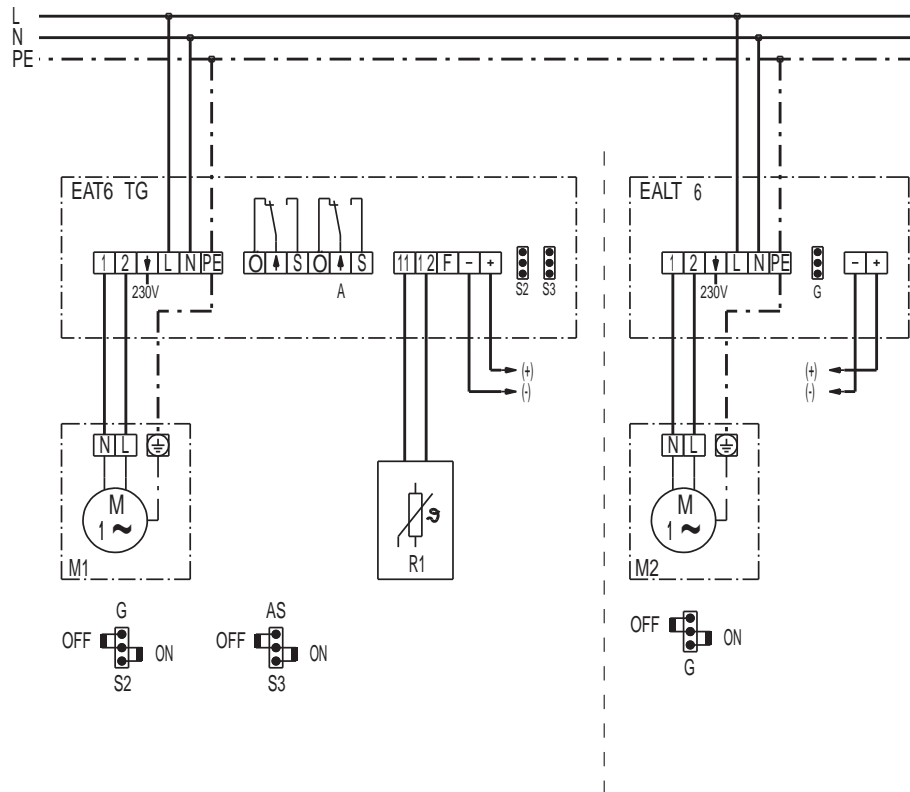 L
N
PE
EAT6 TG
EALT 6
1 2 L N PE
O S O S
11 12 F - +
1 2 L N PE
- +
230V
A
S2 S3
230V
G
(+)
(-)
(+)
(-)
N L
N L
M
1 ~
M
1 ~
R1
M1
M2
G
OFF
ON
S2
AS
OFF
ON
S3
OFF
ON
G